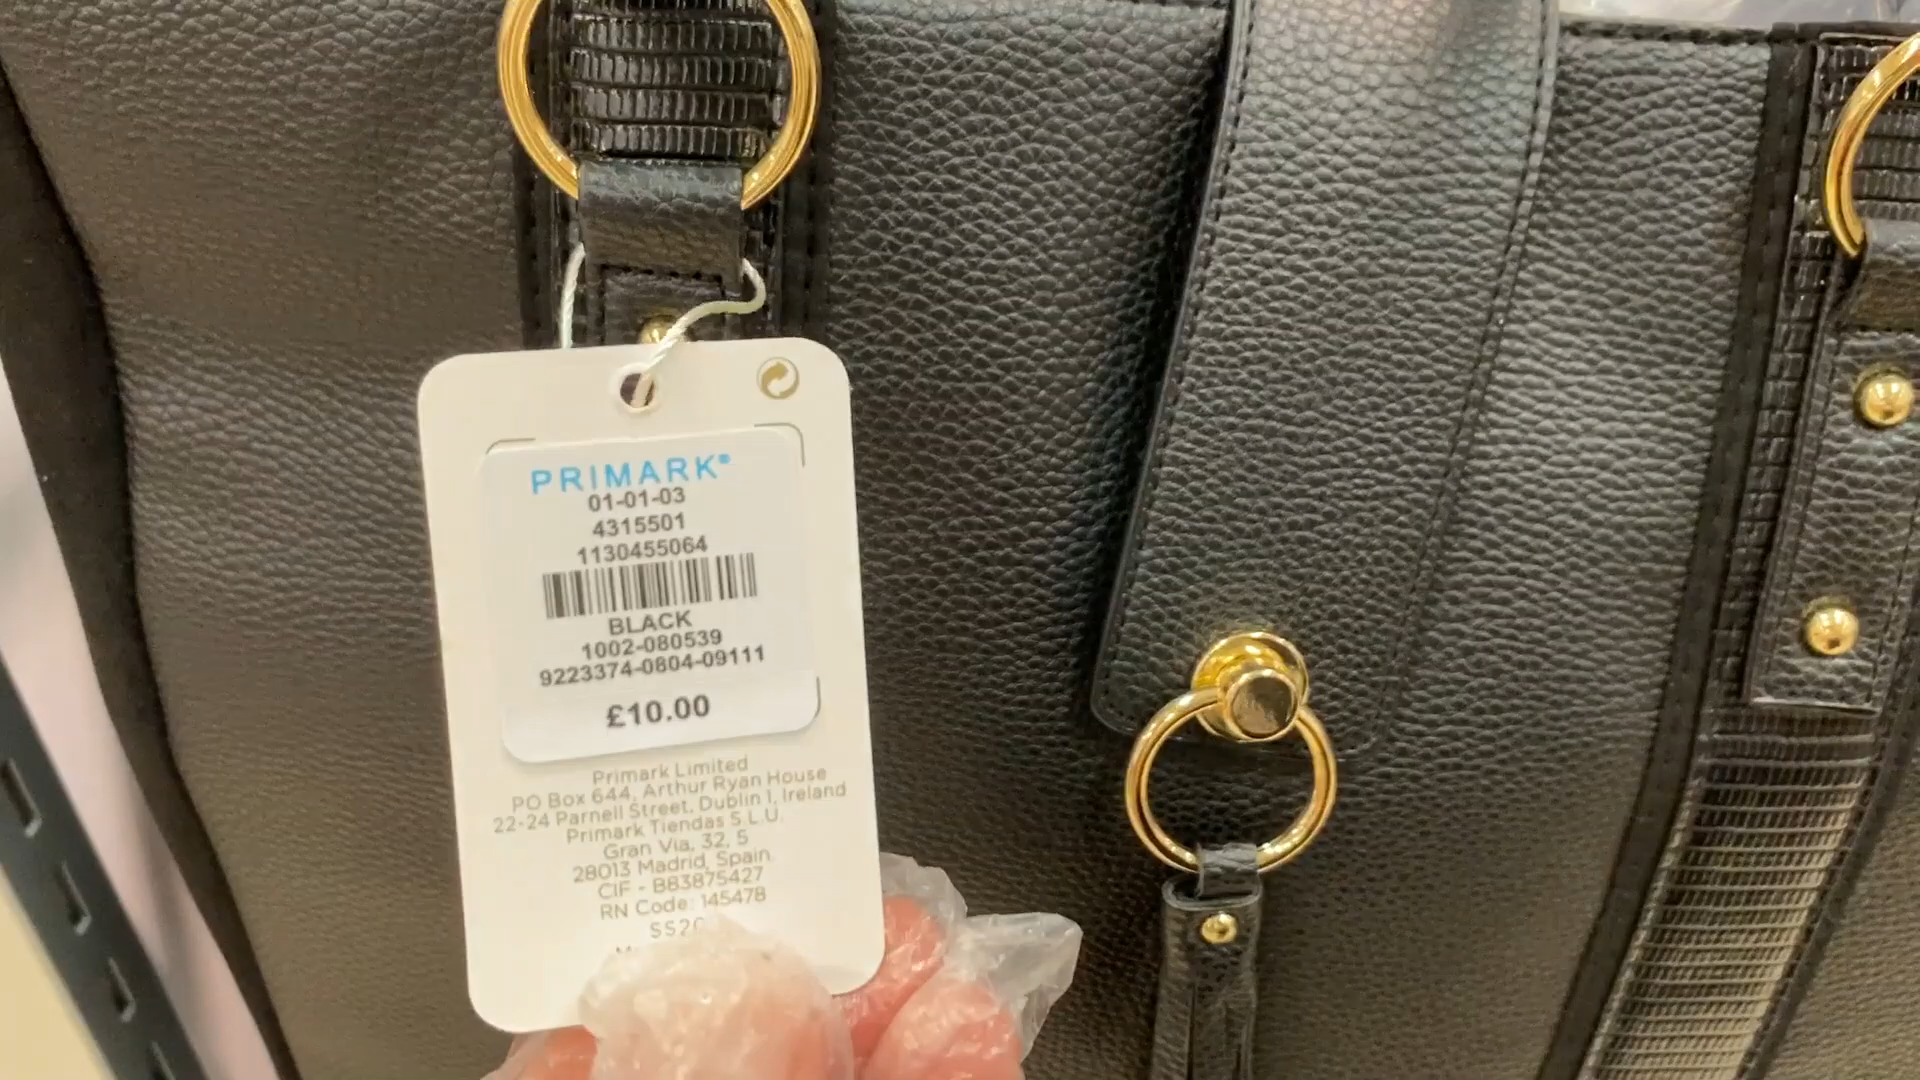 PRIMARK®
01-01-03
4315501
1130455064
BLACK
1002-080539
9223374-0804-09111
£10.00
Primark Limited
PO Box 644, Arthur Ryan House
22-24 Parnell Street, Dublin 1, Ireland
Primark Tiendas S.L.U.
Gran Via, 32, 5
28013 Madrid, Spain
CIF - B83875427
RN Code: 145478
SS20